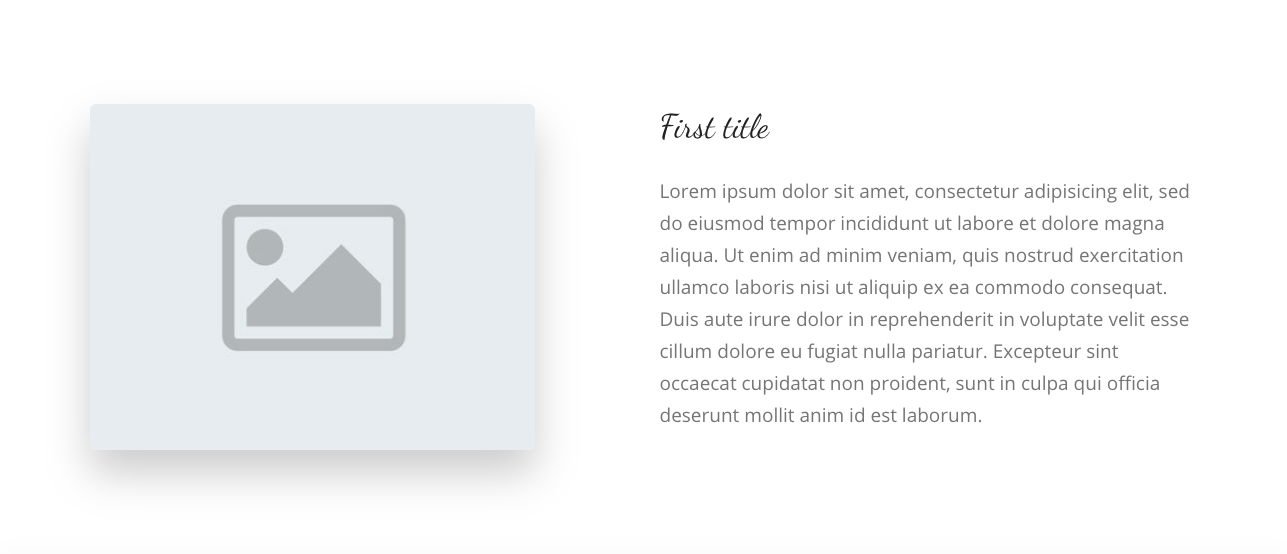 First title
Lorem ipsum dolor sit amet, consectetur adipisicing elit, sed
do eiusmod tempor incididunt ut labore et dolore magna
aliqua. Ut enim ad minim veniam, quis nostrud exercitation
ullamco laboris nisi ut aliquip ex ea commodo consequat.
Duis aute irure dolor in reprehenderit in voluptate velit esse
cillum dolore eu fugiat nulla pariatur. Excepteur sint
occaecat cupidatat non proident, sunt in culpa qui officia
deserunt mollit anim id est laborum.